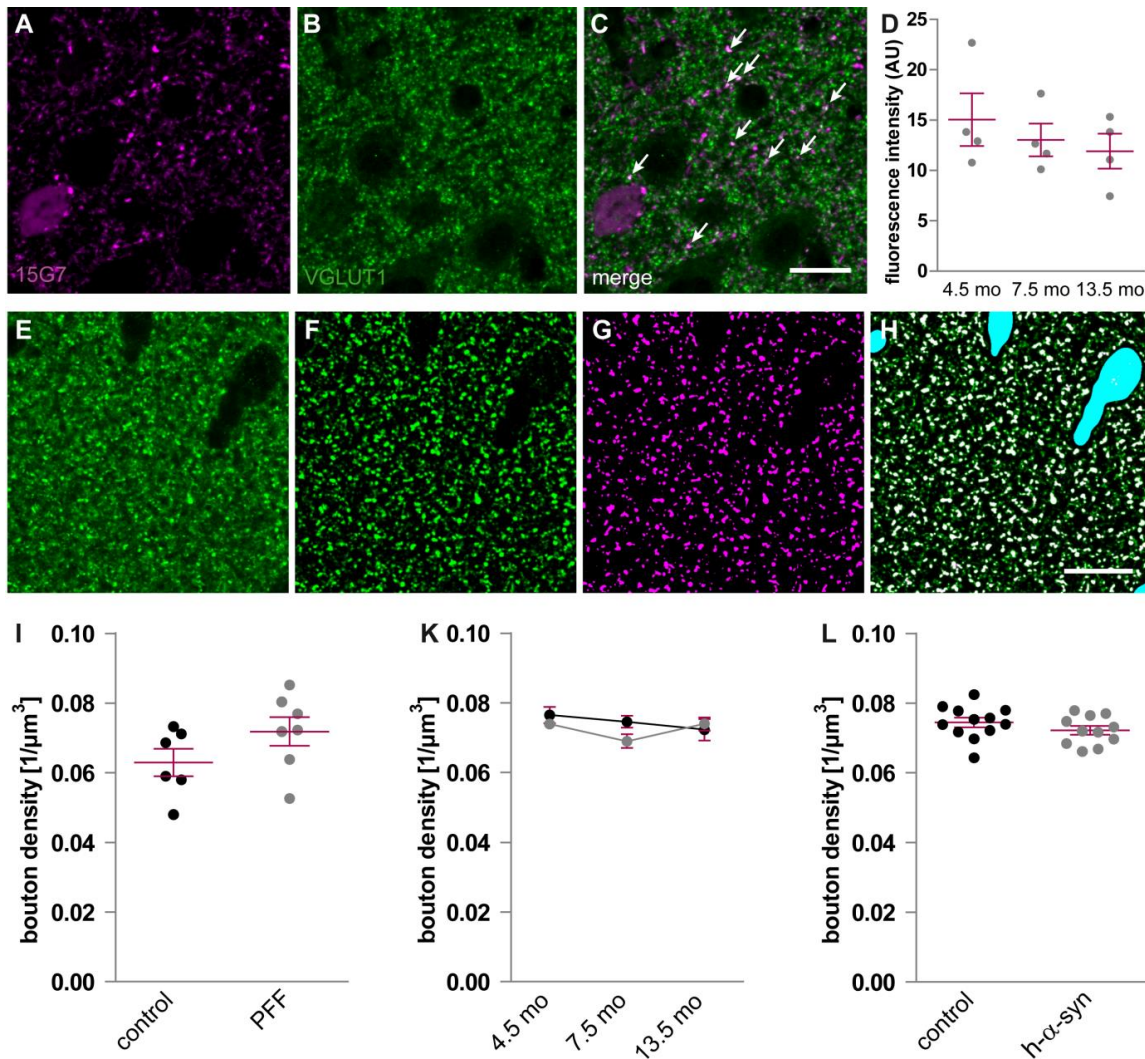 A
15G7
B
VGLUT1
C
merge
D
fluorescence intensity (AU)
25
20
15
10
5
0
4.5 mo 7.5 mo 13.5 mo
E
F
G
H
I
bouton density [1/µm³]
0.10
0.08
0.06
0.04
0.02
0.00
control
PFF
K
bouton density [1/µm³]
0.10
0.08
0.06
0.04
0.02
0.00
4.5 mo
7.5 mo
13.5 mo
L
bouton density [1/µm³]
0.10
0.08
0.06
0.04
0.02
0.00
control
h-α-syn